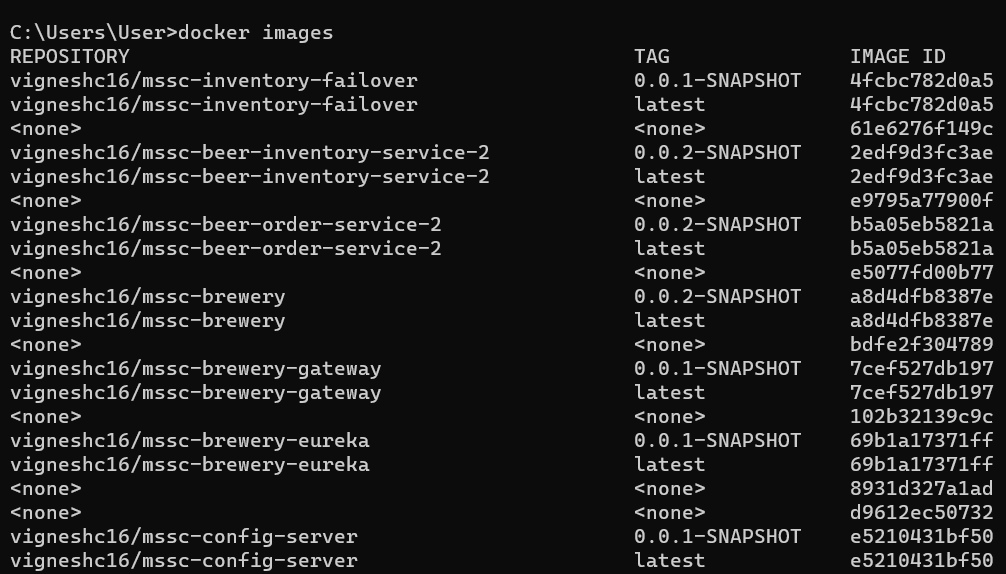 C:\Users\User>docker images
REPOSITORY TAG IMAGE ID
vigneshc16/mssc-inventory-failover 0.0.1-SNAPSHOT 4fcbc782d0a5
vigneshc16/mssc-inventory-failover latest 4fcbc782d0a5
<none> <none> 61e6276f149c
vigneshc16/mssc-beer-inventory-service-2 0.0.2-SNAPSHOT 2edf9d3fc3ae
vigneshc16/mssc-beer-inventory-service-2 latest 2edf9d3fc3ae
<none> <none> e9795a77900f
vigneshc16/mssc-beer-order-service-2 0.0.2-SNAPSHOT b5a05eb5821a
vigneshc16/mssc-beer-order-service-2 latest b5a05eb5821a
<none> <none> e5077fd00b77
vigneshc16/mssc-brewery 0.0.2-SNAPSHOT a8d4dfb8387e
vigneshc16/mssc-brewery latest a8d4dfb8387e
<none> <none> bdfe2f304789
vigneshc16/mssc-brewery-gateway 0.0.1-SNAPSHOT 7cef527db197
vigneshc16/mssc-brewery-gateway latest 7cef527db197
<none> <none> 102b32139c9c
vigneshc16/mssc-brewery-eureka 0.0.1-SNAPSHOT 69b1a17371ff
vigneshc16/mssc-brewery-eureka latest 69b1a17371ff
<none> <none> 8931d327a1ad
<none> <none> d9612ec50732
vigneshc16/mssc-config-server 0.0.1-SNAPSHOT e5210431bf50
vigneshc16/mssc-config-server latest e5210431bf50